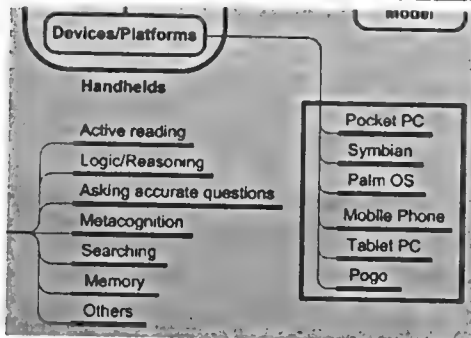 model
Devices/Platforms
Handhelds
Active reading
Logic/Reasoning
Asking accurate questions
Metacognition
Searching
Memory
Others
Pocket PC
Symbian
Palm OS
Mobile Phone
Tablet PC
Pogo